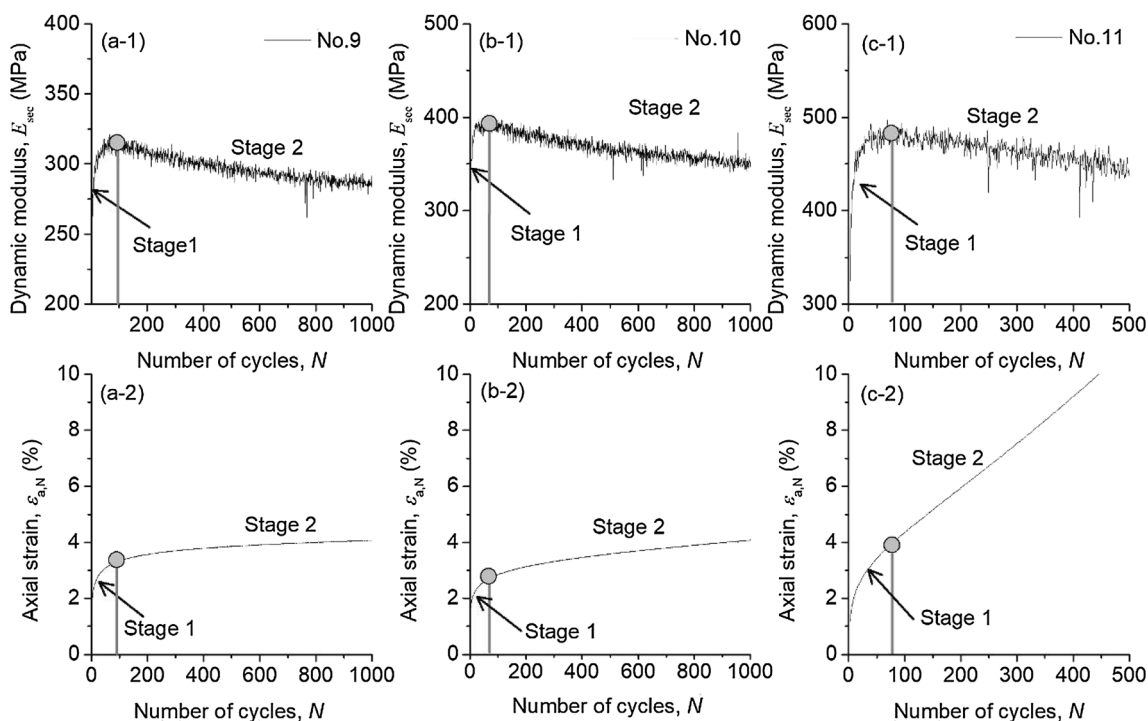 (a-1)
No.9
Stage 2
Stage1
Dynamic modulus, Esec (MPa)
400
350
300
250
200
0 200 400 600 800 1000
Number of cycles, N
(b-1)
No.10
Stage 2
Stage 1
Dynamic modulus, Esec (MPa)
500
400
300
200
0 200 400 600 800 1000
Number of cycles, N
(c-1)
No.11
Stage 2
Stage 1
Dynamic modulus, Esec (MPa)
600
500
400
300
0 100 200 300 400 500
Number of cycles, N
(a-2)
Stage 2
Stage 1
Axial strain, εa,N (%)
10
8
6
4
2
0
0 200 400 600 800 1000
Number of cycles, N
(b-2)
Stage 2
Stage 1
Axial strain, εa,N (%)
10
8
6
4
2
0
0 200 400 600 800 1000
Number of cycles, N
(c-2)
Stage 2
Stage 1
Axial strain, εa,N (%)
10
8
6
4
2
0
0 100 200 300 400 500
Number of cycles, N